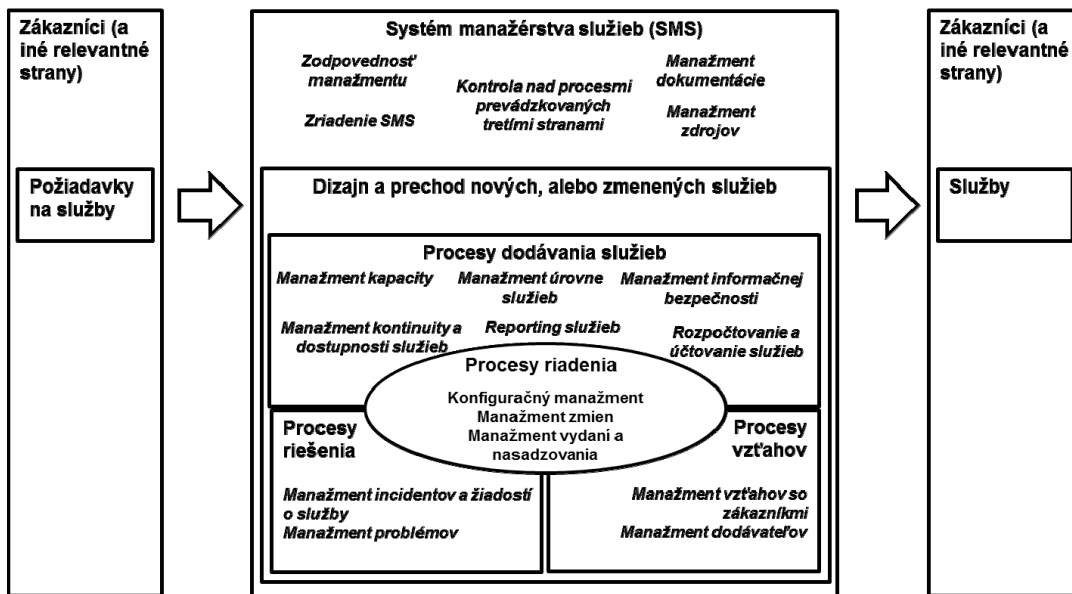 Zákazníci (a
iné relevantné
strany)
Požiadavky
na služby
Systém manažérstva služieb (SMS)
Zodpovednosť
manažmentu
Zriadenie SMS
Kontrola nad procesmi
prevádzkovaných
tretími stranami
Manažment
dokumentácie
Manažment
zdrojov
Dizajn a prechod nových, alebo zmenených služieb
Procesy dodávania služieb
Manažment kapacity
Manažment úrovne
služieb
Manažment informačnej
bezpečnosti
Manažment kontinuity a
dostupnosti služieb
Reporting služieb
Rozpočtovanie a
účtovanie služieb
Procesy riadenia
Konfiguračný manažment
Manažment zmien
Manažment vydaní a
nasadzovania
Procesy
riešenia
Manažment incidentov a žiadostí
o služby
Manažment problémov
Procesy
vzťahov
Manažment vzťahov so
zákazníkmi
Manažment dodávateľov
Zákazníci (a
iné relevantné
strany)
Služby